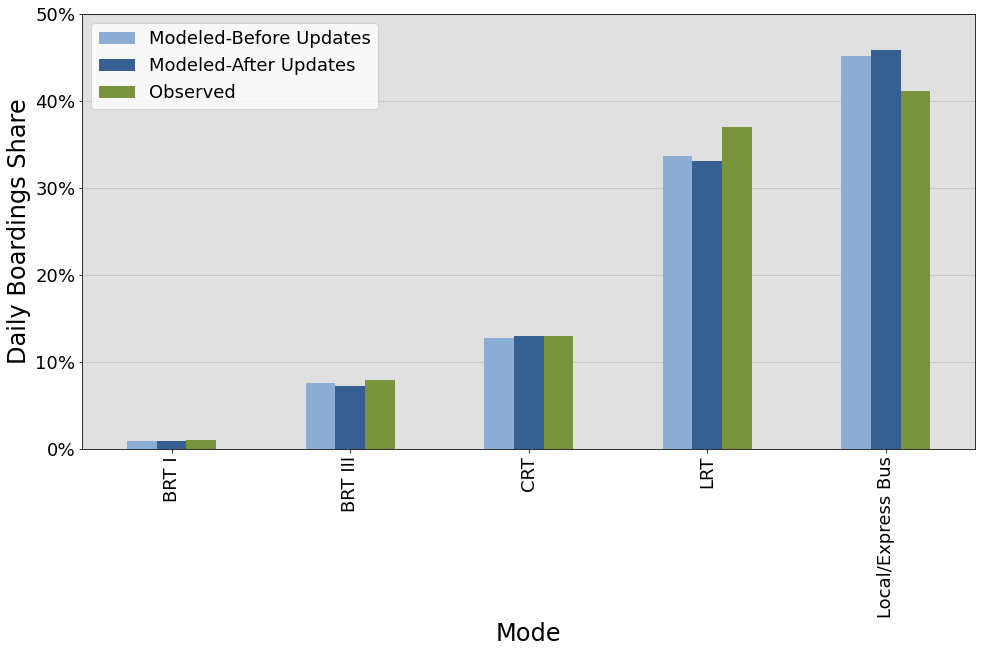 Modeled-Before Updates
Modeled-After Updates
Observed
Daily Boardings Share
50%
40%
30%
20%
10%
0%
BRT I
BRT III
CRT
LRT
Local/Express Bus
Mode